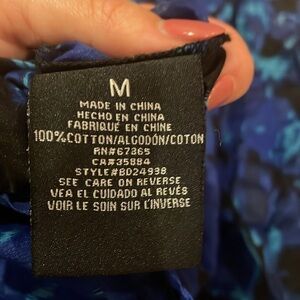 M
MADE IN CHINA
HECHO EN CHINA
FABRIQUÉ EN CHINE
100%COTTON/ALGODÓN/COTON
RN#67365
CA#35884
STYLE#BD24938
SEE CARE ON REVERSE
VEA EL CUIDADO AL REVÉS
VOIR LE SOIN SUR L'INVERSE